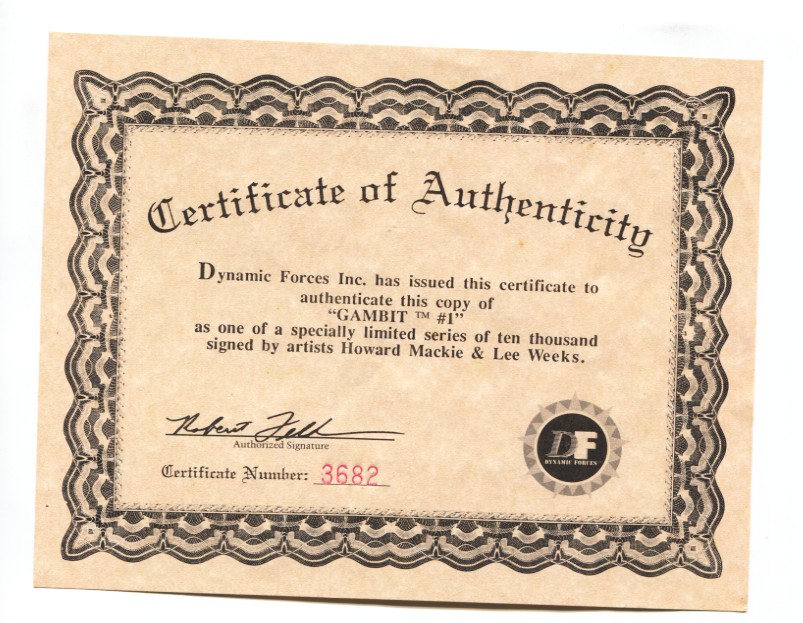 Certificate of Authenticity
Dynamic Forces Inc. has issued this certificate to
authenticate this copy of
“GAMBIT ™ #1”
as one of a specially limited series of ten thousand
signed by artists Howard Mackie & Lee Weeks.
Robert Feld
Authorized Signature
Certificate Number: 3682
DF
DYNAMIC FORCES